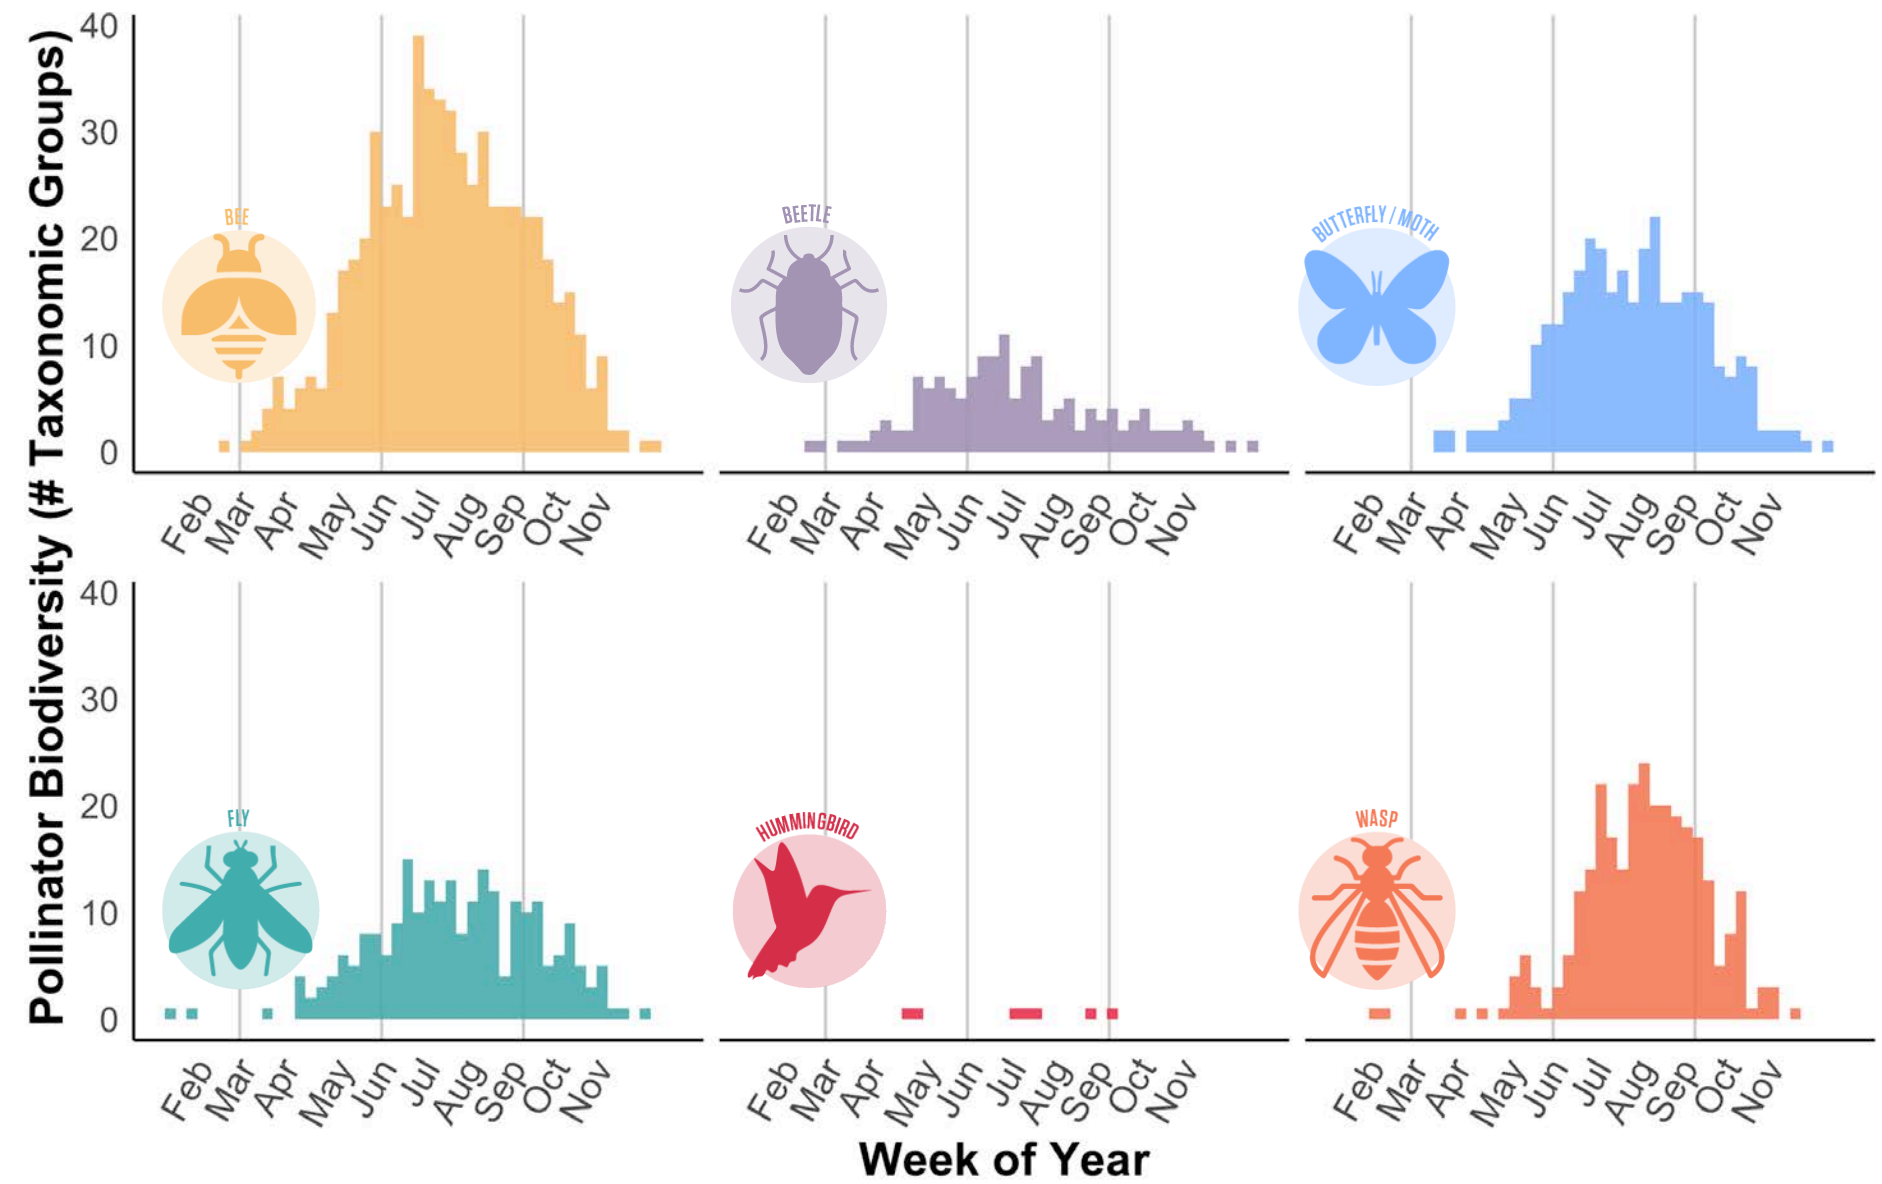 Pollinator Biodiversity (# Taxonomic Groups)
40
30
20
10
0
BEE
BEETLE
BUTTERFLY / MOTH
Feb Mar Apr May Jun Jul Aug Sep Oct Nov
Feb Mar Apr May Jun Jul Aug Sep Oct Nov
Feb Mar Apr May Jun Jul Aug Sep Oct Nov
40
30
20
10
0
FLY
HUMMINGBIRD
WASP
Feb Mar Apr May Jun Jul Aug Sep Oct Nov
Feb Mar Apr May Jun Jul Aug Sep Oct Nov
Feb Mar Apr May Jun Jul Aug Sep Oct Nov
Week of Year